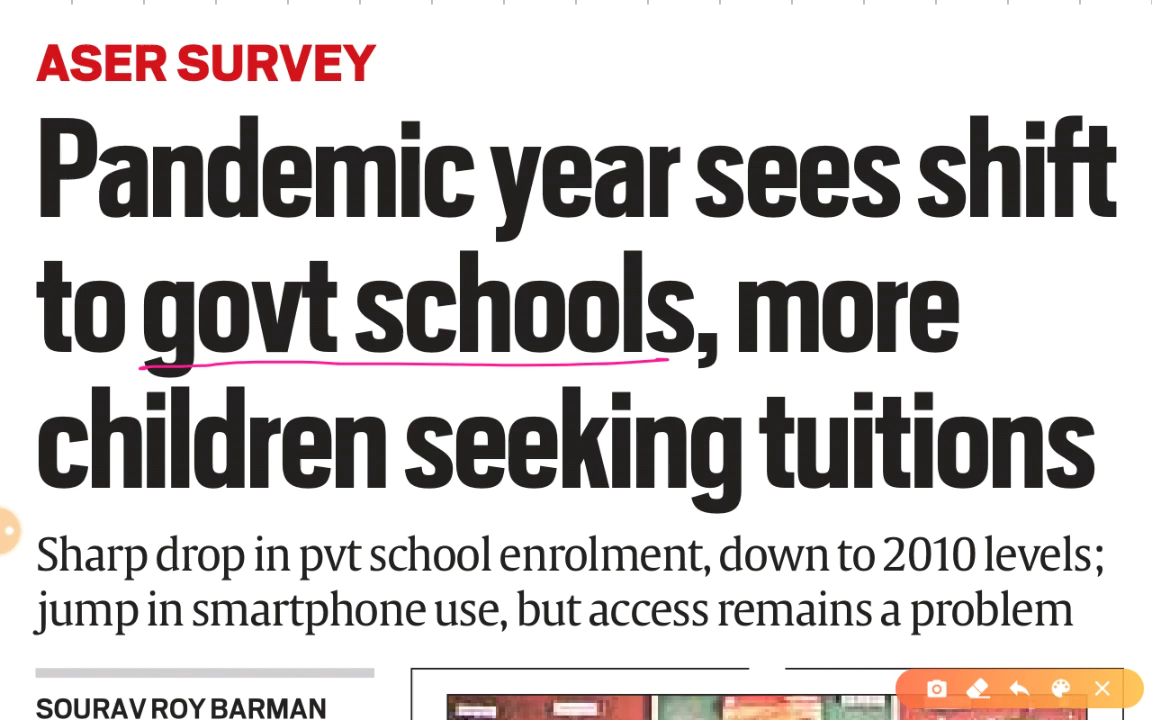 ASER SURVEY
Pandemic year sees shift
to govt schools, more
children seeking tuitions
Sharp drop in pvt school enrolment, down to 2010 levels;
jump in smartphone use, but access remains a problem
SOURAV ROY BARMAN